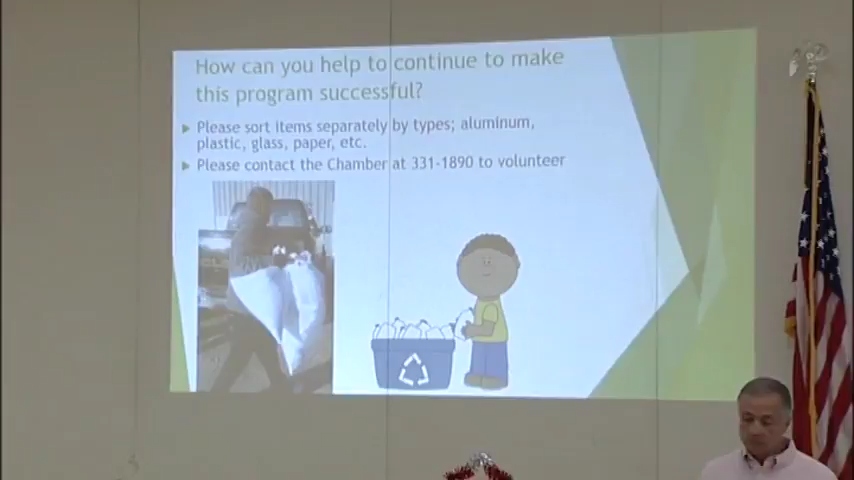 How can you help to continue to make
this program successful?
Please sort items separately by types; aluminum,
plastic, glass, paper, etc.
Please contact the Chamber at 331-1890 to volunteer